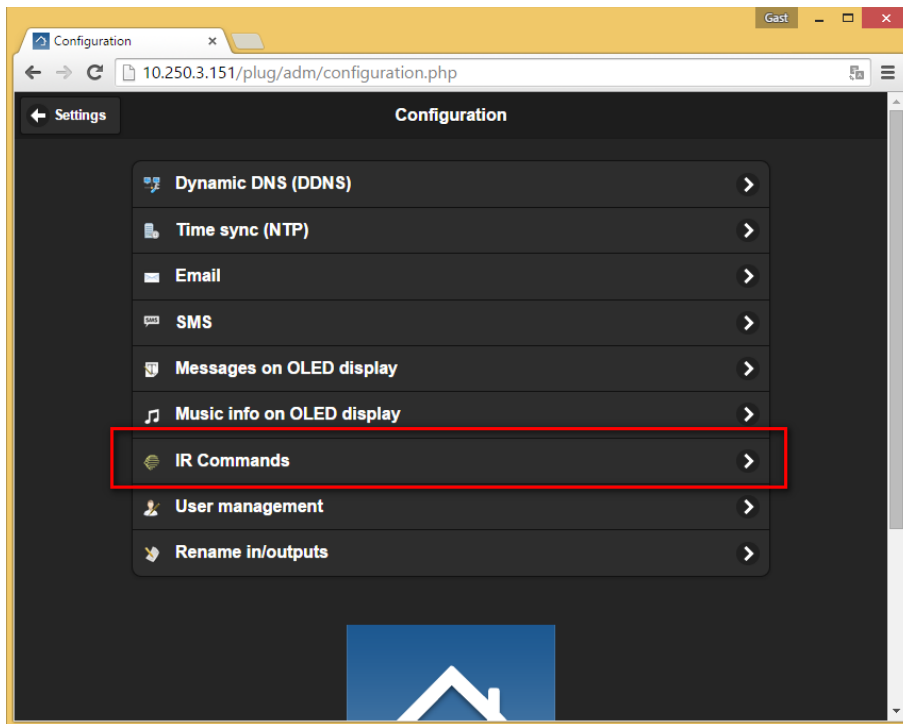 Gast
Configuration
10.250.3.151/plug/adm/configuration.php
Settings
Configuration
Dynamic DNS (DDNS)
Time sync (NTP)
Email
SMS
SMS
Messages on OLED display
Music info on OLED display
IR Commands
User management
Rename in/outputs